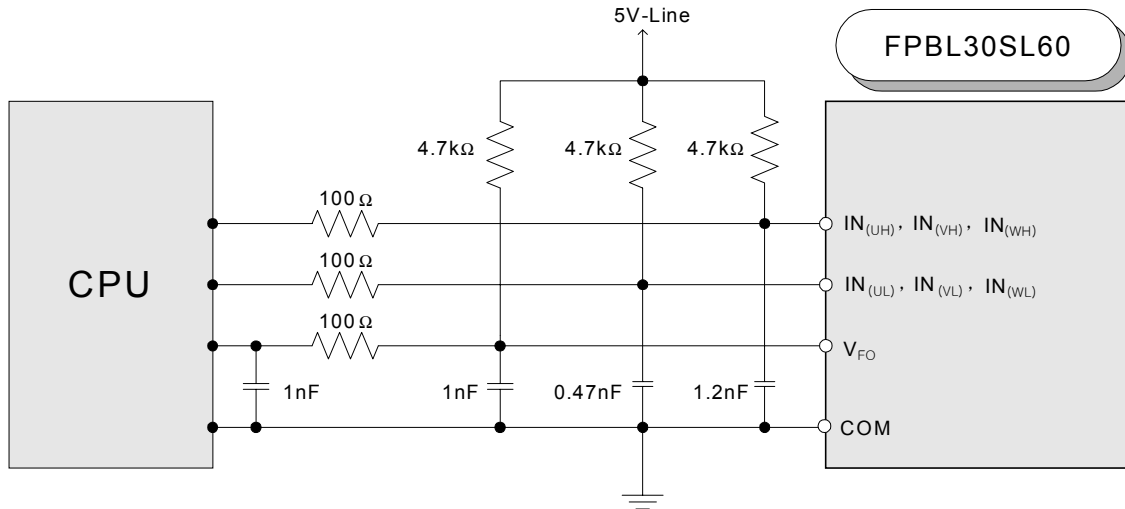 5V-Line
FPBL30SL60
4.7kΩ
4.7kΩ
4.7kΩ
100Ω
IN(UH), IN(VH), IN(WH)
CPU
100Ω
IN(UL), IN(VL), IN(WL)
100Ω
VFO
1nF
1nF
0.47nF
1.2nF
COM